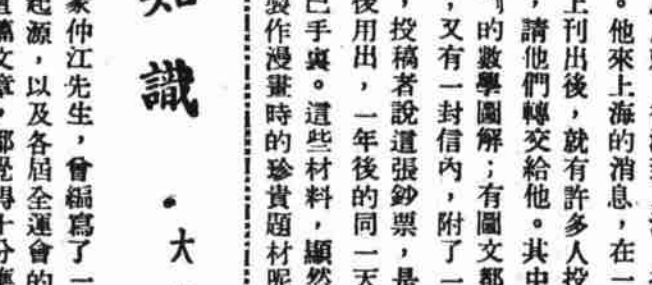 。他來上海的消息，在一
上刊出後，就有許多人投
，請他們轉交給他。其中
的數學圖解；有圖文都
，又有一封信內，附了一
，投稿者說這張鈔票，是
後用出，一年後的同一天
己手裏。這些材料，顯然
製作漫畫時的珍貴題材呢
知識 • 大
家仲江先生，曾編寫了一
起源，以及各屆全運會的
這篇文章，都覺得十分